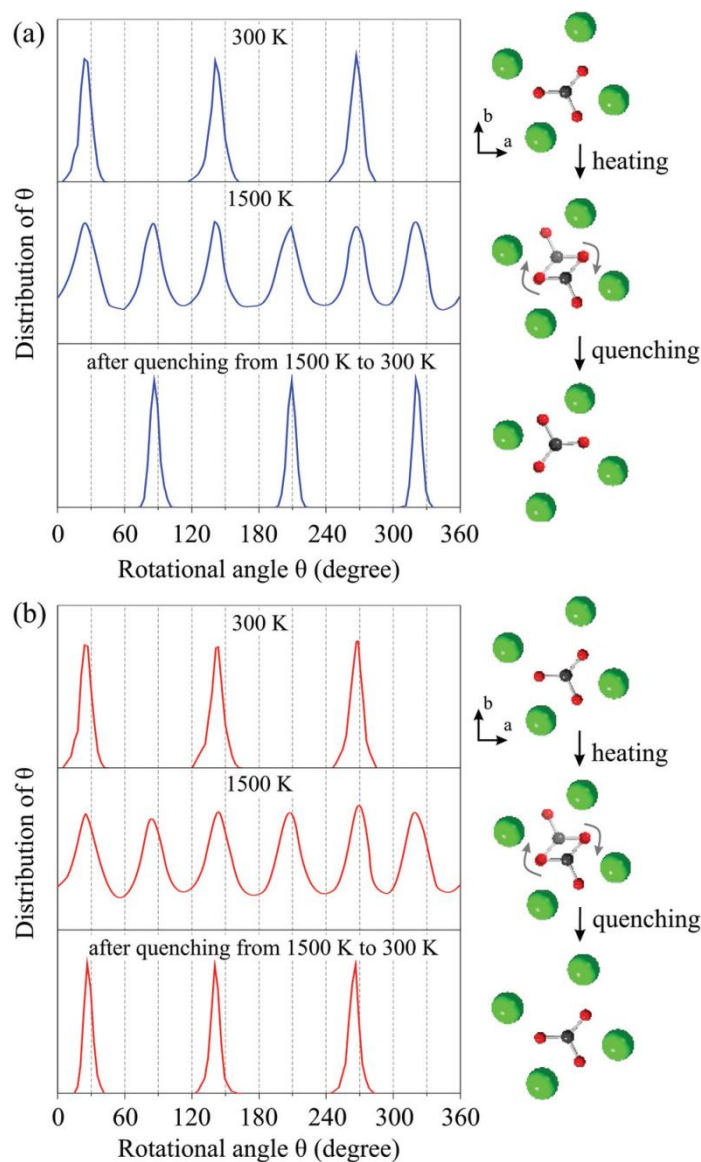 (a)
300 K
b
a
heating
1500 K
Distribution of θ
quenching
after quenching from 1500 K to 300 K
0 60 120 180 240 300 360
Rotational angle θ (degree)
(b)
300 K
b
a
heating
1500 K
Distribution of θ
quenching
after quenching from 1500 K to 300 K
0 60 120 180 240 300 360
Rotational angle θ (degree)